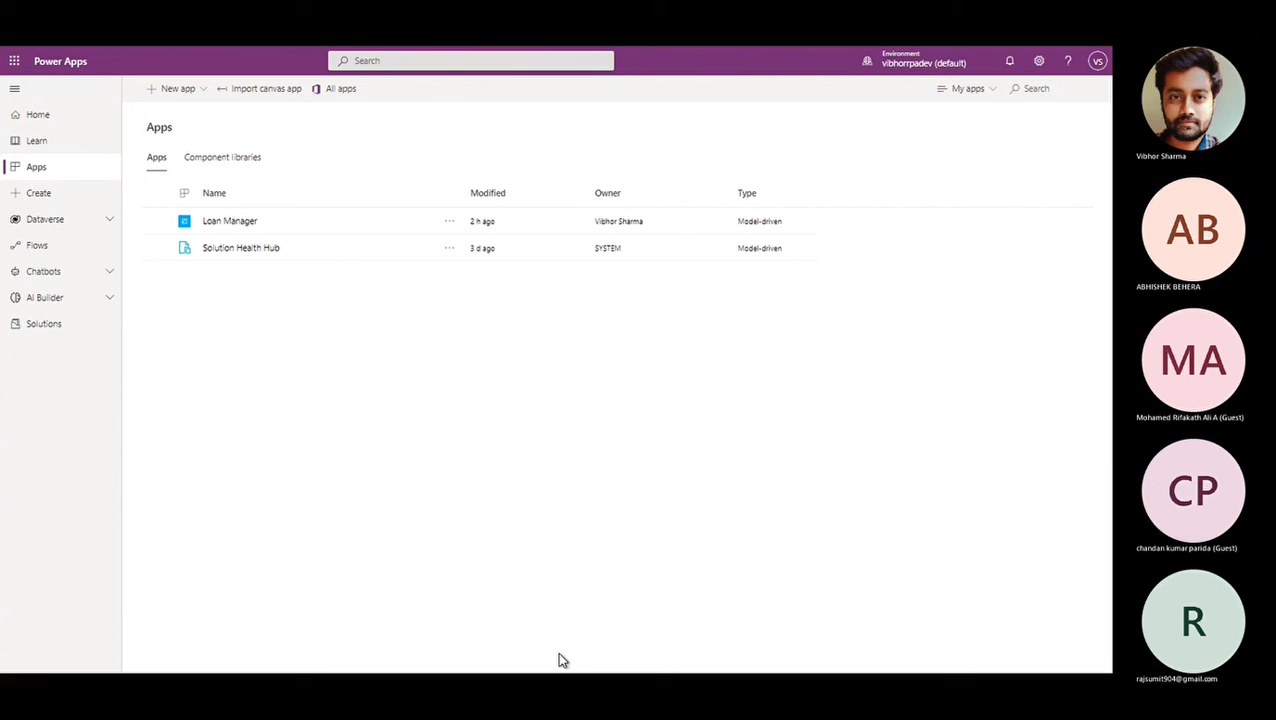 Power Apps
Search
Environment
vibhorrpadev (default)
VS
New app
Import canvas app
All apps
My apps
Search
Home
Learn
Apps
Create
Dataverse
Flows
Chatbots
AI Builder
Solutions
Apps
Apps
Component libraries
Name
Modified
Owner
Type
Loan Manager
...
2 h ago
Vibhor Sharma
Model-driven
Solution Health Hub
...
3 d ago
SYSTEM
Model-driven
Vibhor Sharma
AB
ABHISHEK BEHERA
MA
Mohamed Rifakath Ali A (Guest)
CP
chandan kumar parida (Guest)
R
rajsumit904@gmail.com